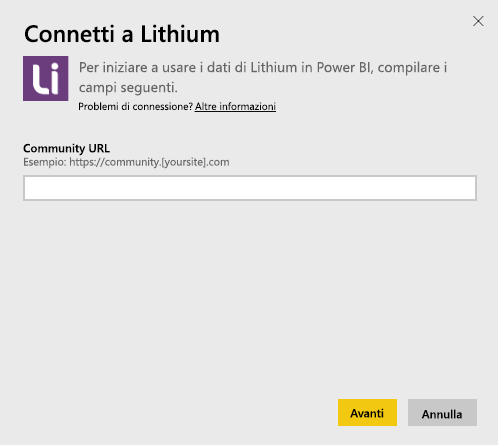 Connetti a Lithium
Li
Per iniziare a usare i dati di Lithium in Power BI, compilare i
campi seguenti.
Problemi di connessione? Altre informazioni
Community URL
Esempio: https://community.[yoursite].com
Avanti
Annulla